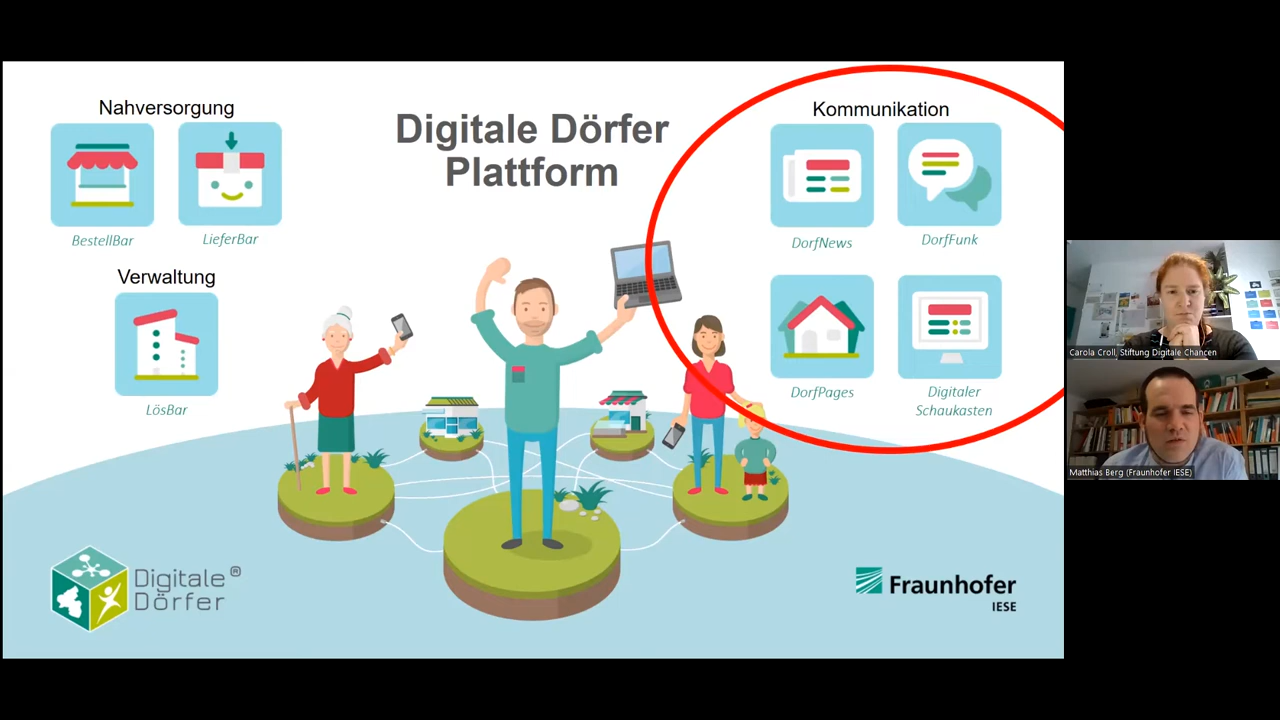 Nahversorgung
BestellBar
LieferBar
Verwaltung
LösBar
Digitale Dörfer
Plattform
Kommunikation
DorfNews
DorfFunk
DorfPages
Digitaler
Schaukasten
Digitale ®
Dörfer
Fraunhofer
IESE
Carola Croll, Stiftung Digitale Chancen
Matthias Berg (Fraunhofer IESE)